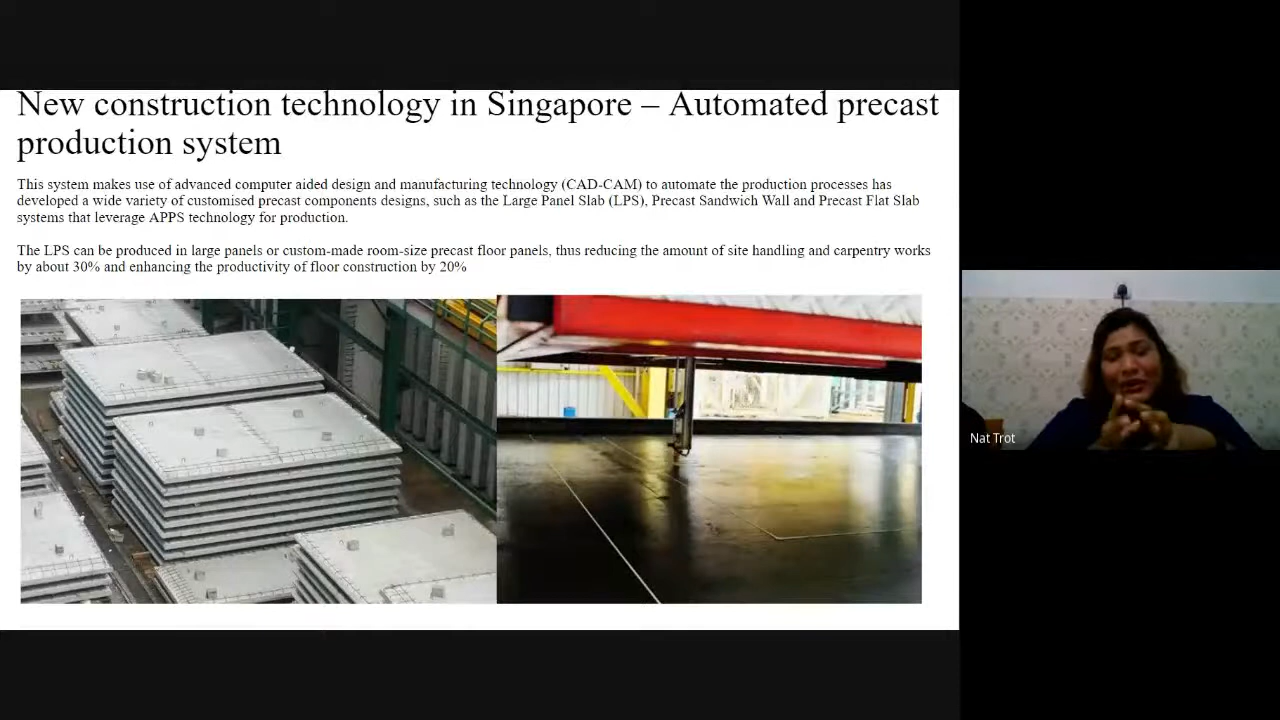 New construction technology in Singapore – Automated precast
production system
This system makes use of advanced computer aided design and manufacturing technology (CAD-CAM) to automate the production processes has
developed a wide variety of customised precast components designs, such as the Large Panel Slab (LPS), Precast Sandwich Wall and Precast Flat Slab
systems that leverage APPS technology for production.
The LPS can be produced in large panels or custom-made room-size precast floor panels, thus reducing the amount of site handling and carpentry works
by about 30% and enhancing the productivity of floor construction by 20%
Nat Trot